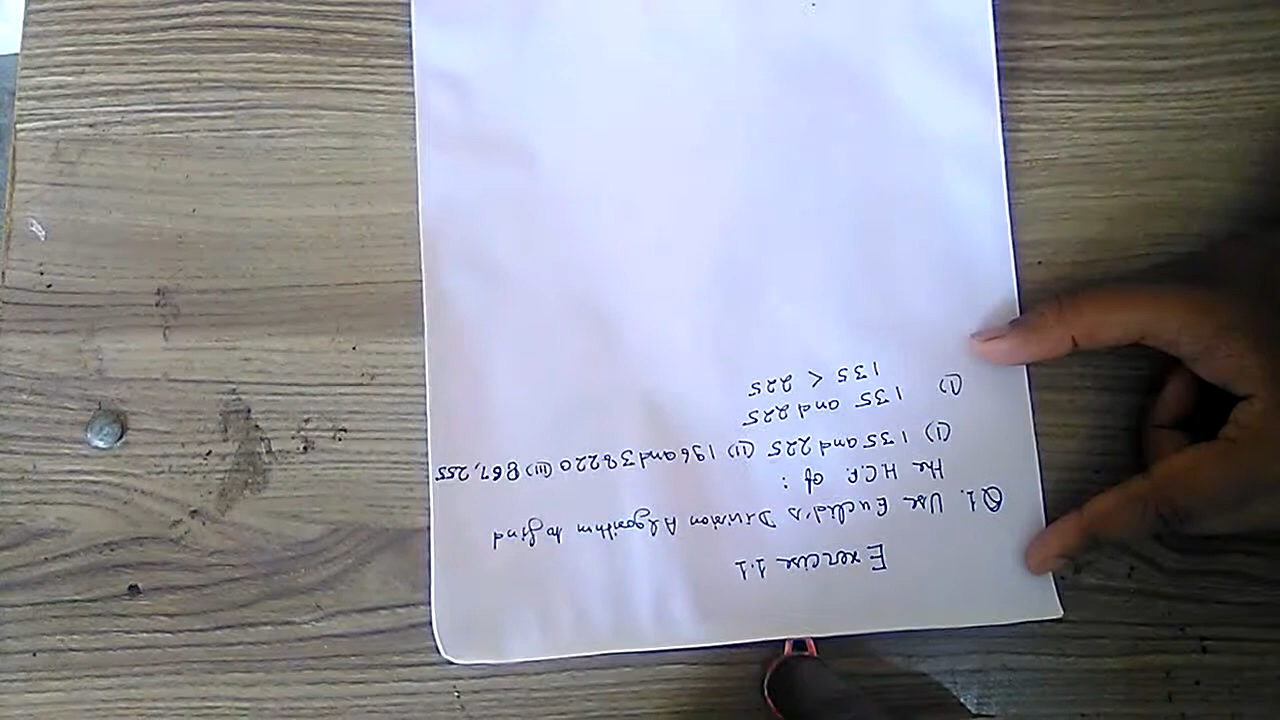 Exercise 1.1
Q1. Use Euclid's Division Algorithm to find
the H.C.F. of :
(I) 135 and 225 (II) 196 and 38220 (III) 867, 255
(I) 135 and 225
135 < 225